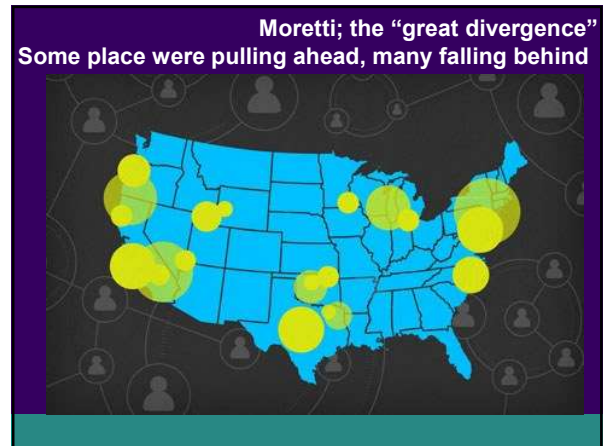 Moretti; the “great divergence”
Some place were pulling ahead, many falling behind